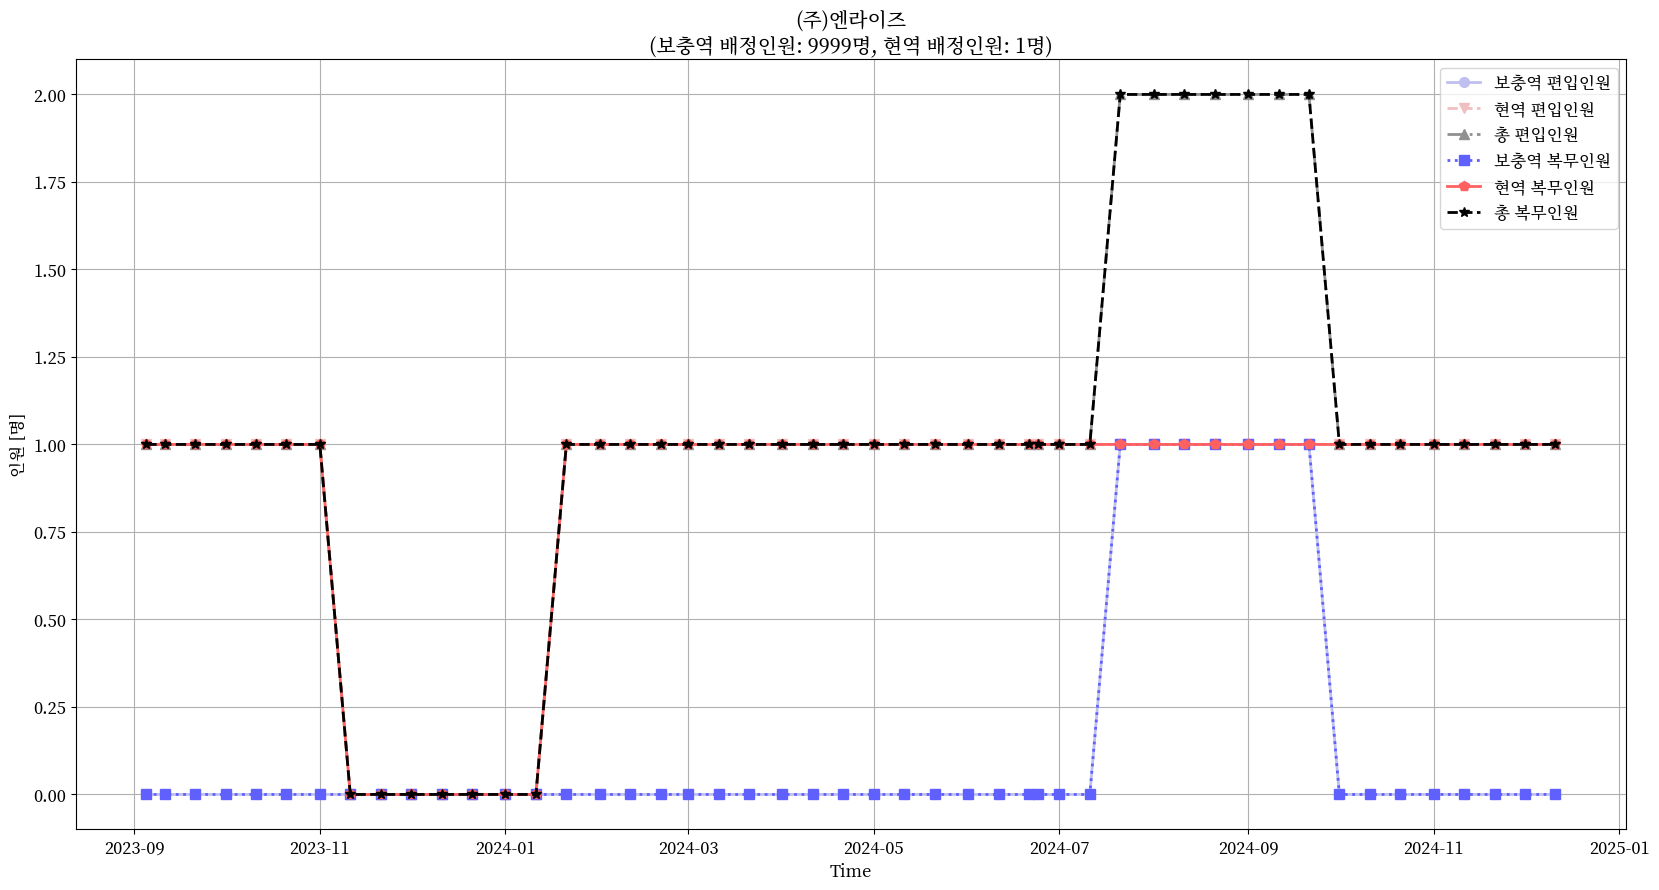 (주)엔라이즈
(보충역 배정인원: 9999명, 현역 배정인원: 1명)
보충역 편입인원
현역 편입인원
총 편입인원
보충역 복무인원
현역 복무인원
총 복무인원
2.00
1.75
1.50
1.25
1.00
0.75
0.50
0.25
0.00
인원 [명]
2023-09
2023-11
2024-01
2024-03
2024-05
2024-07
2024-09
2024-11
2025-01
Time